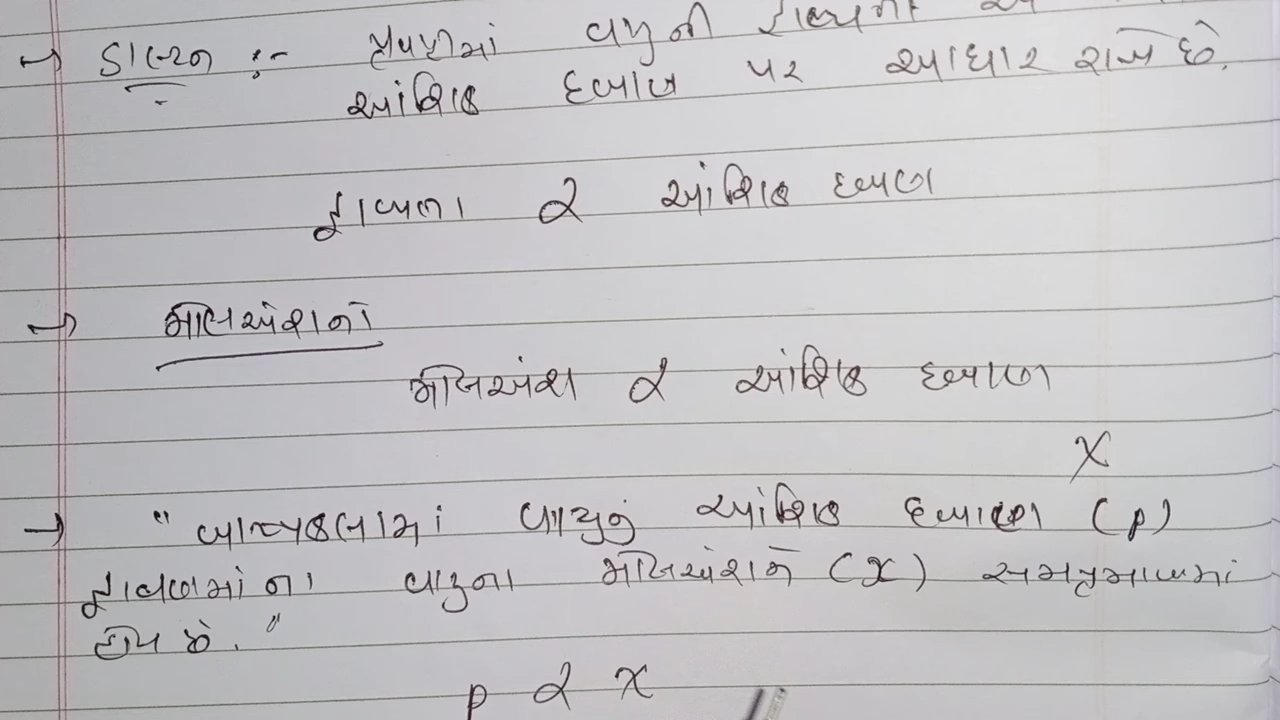 → ડાલ્ટન :- દ્રાવણમાં વાયુની દ્રાવ્યતા
આંશિક દબાણ પર આધાર રાખે છે.
દ્રાવ્યતા α આંશિક દબાણ
→ મોલઅંશનો
મોલઅંશ α આંશિક દબાણ
x
→ " બાષ્પઅવસ્થામાં વાયુનું આંશિક દબાણ (p)
દ્રાવણમાંના વાયુના મોલઅંશને (x) સમપ્રમાણમાં
હોય છે. "
p α x